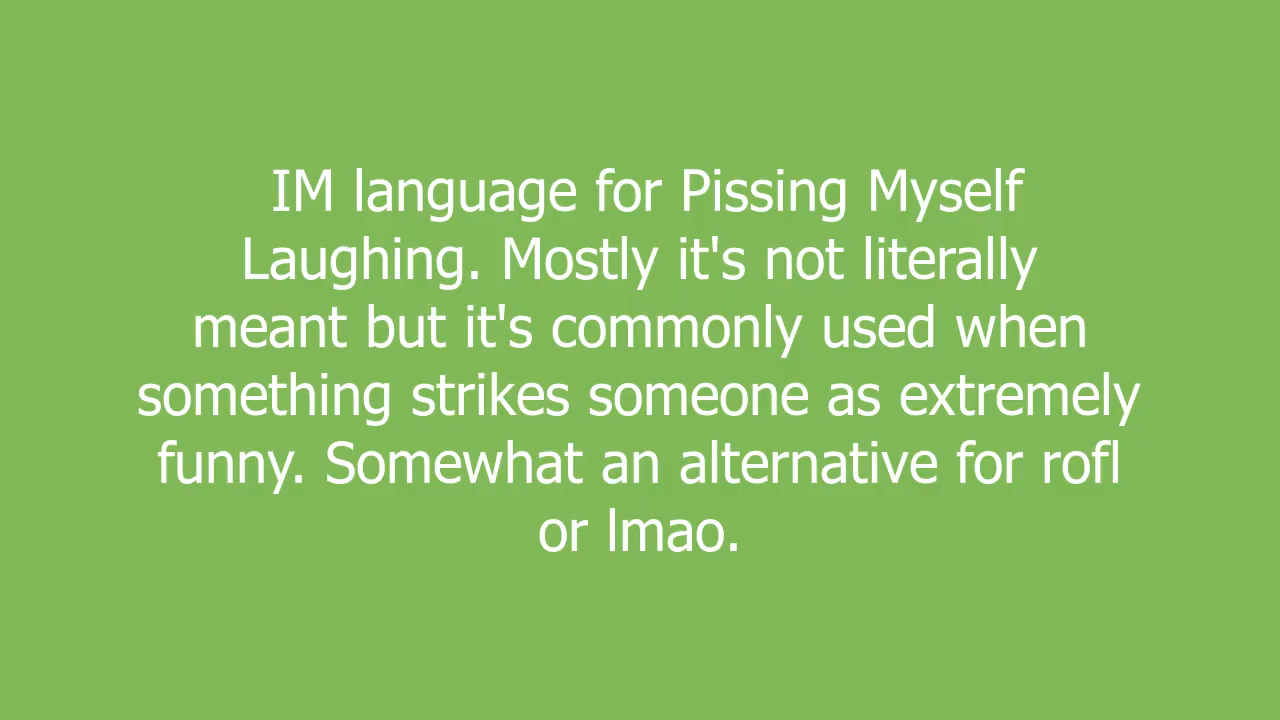 IM language for Pissing Myself
Laughing. Mostly it's not literally
meant but it's commonly used when
something strikes someone as extremely
funny. Somewhat an alternative for rofl
or lmao.